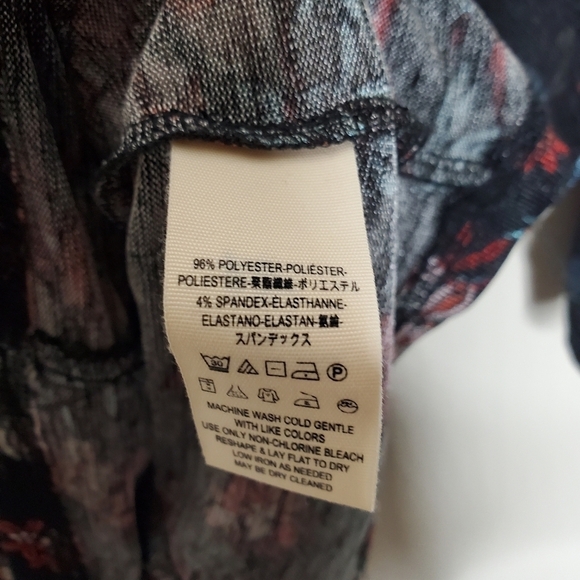 96% POLYESTER-POLIÉSTER-
POLIESTERE-聚酯纖維-ポリエステル
4% SPANDEX-ÉLASTHANNE-
ELASTANO-ELASTAN-氨綸-
スパンデックス
30 P
MACHINE WASH COLD GENTLE
WITH LIKE COLORS
USE ONLY NON-CHLORINE BLEACH
RESHAPE & LAY FLAT TO DRY
LOW IRON AS NEEDED
MAY BE DRY CLEANED